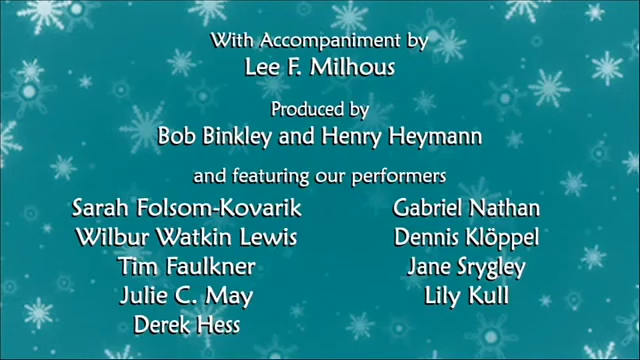 With Accompaniment by
Lee F. Milhous
Produced by
Bob Binkley and Henry Heymann
and featuring our performers
Sarah Folsom-Kovarik
Wilbur Watkin Lewis
Tim Faulkner
Julie C. May
Derek Hess
Gabriel Nathan
Dennis Klöppel
Jane Srygley
Lily Kull